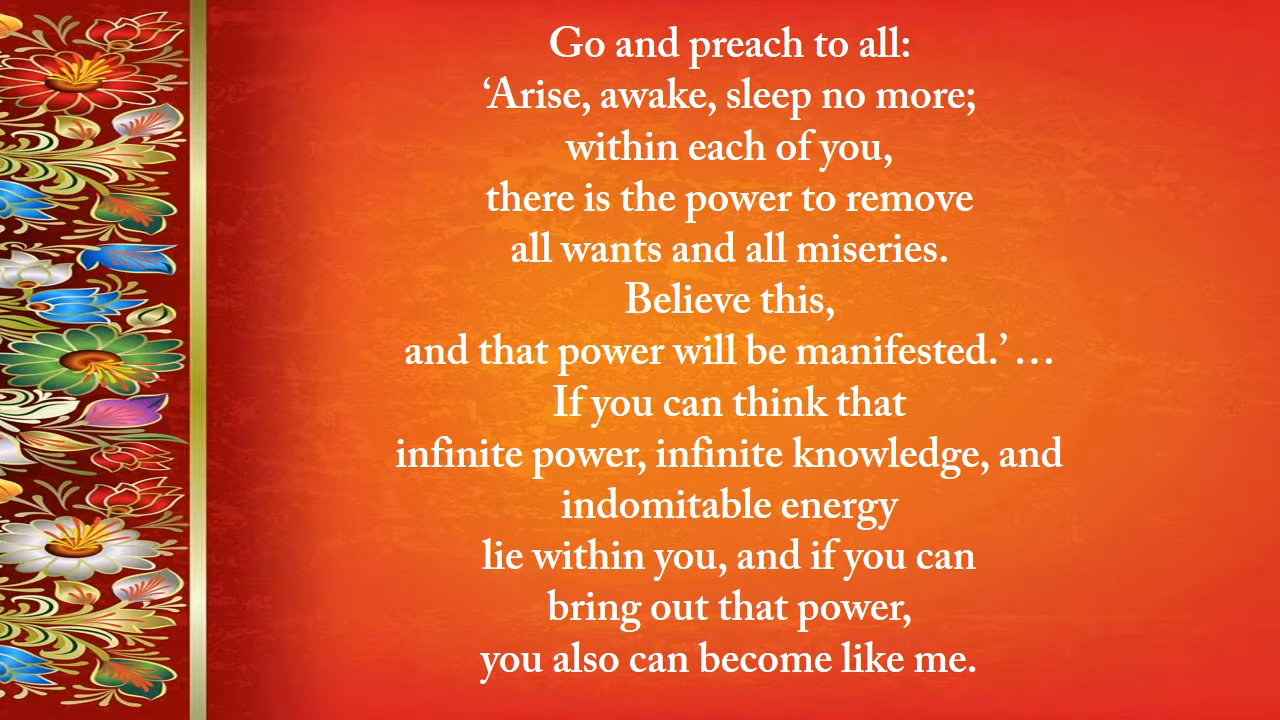 Go and preach to all:
‘Arise, awake, sleep no more;
within each of you,
there is the power to remove
all wants and all miseries.
Believe this,
and that power will be manifested.’ …
If you can think that
infinite power, infinite knowledge, and
indomitable energy
lie within you, and if you can
bring out that power,
you also can become like me.